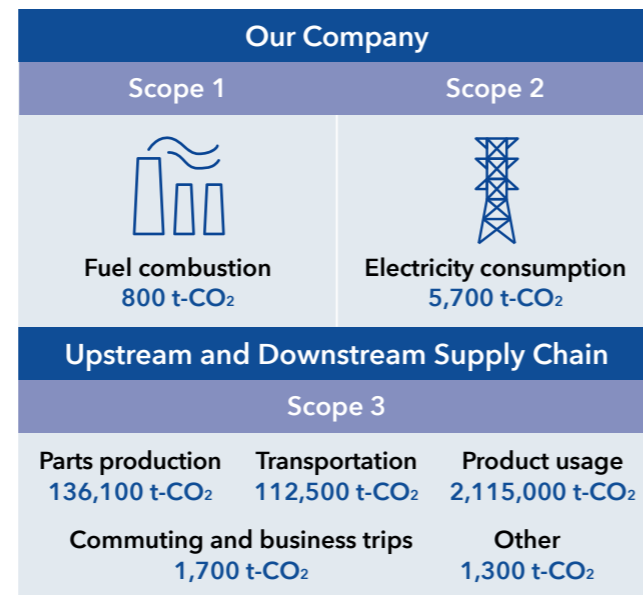 Our Company
Scope 1
Scope 2
Fuel combustion
800 t-CO₂
Electricity consumption
5,700 t-CO₂
Upstream and Downstream Supply Chain
Scope 3
Parts production
136,100 t-CO₂
Transportation
112,500 t-CO₂
Product usage
2,115,000 t-CO₂
Commuting and business trips
1,700 t-CO₂
Other
1,300 t-CO₂